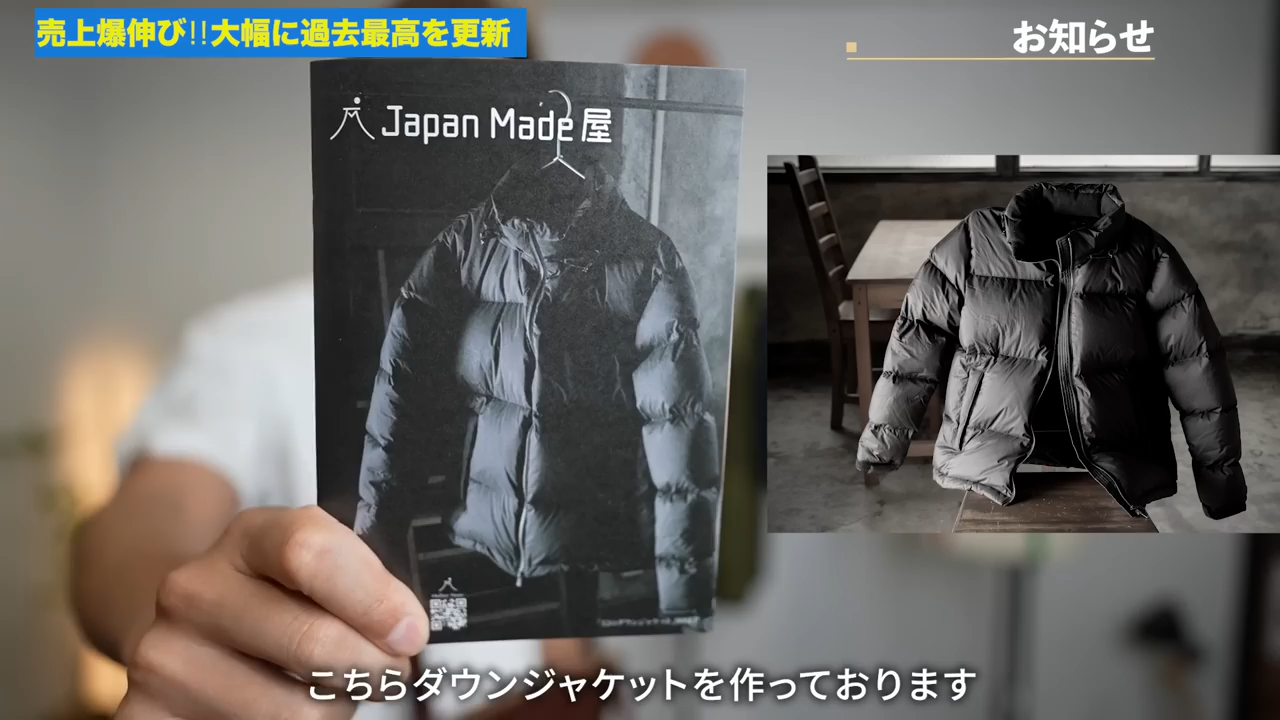 売上爆伸び!!大幅に過去最高を更新
お知らせ
Japan Made 屋
こちらダウンジャケットを作っております